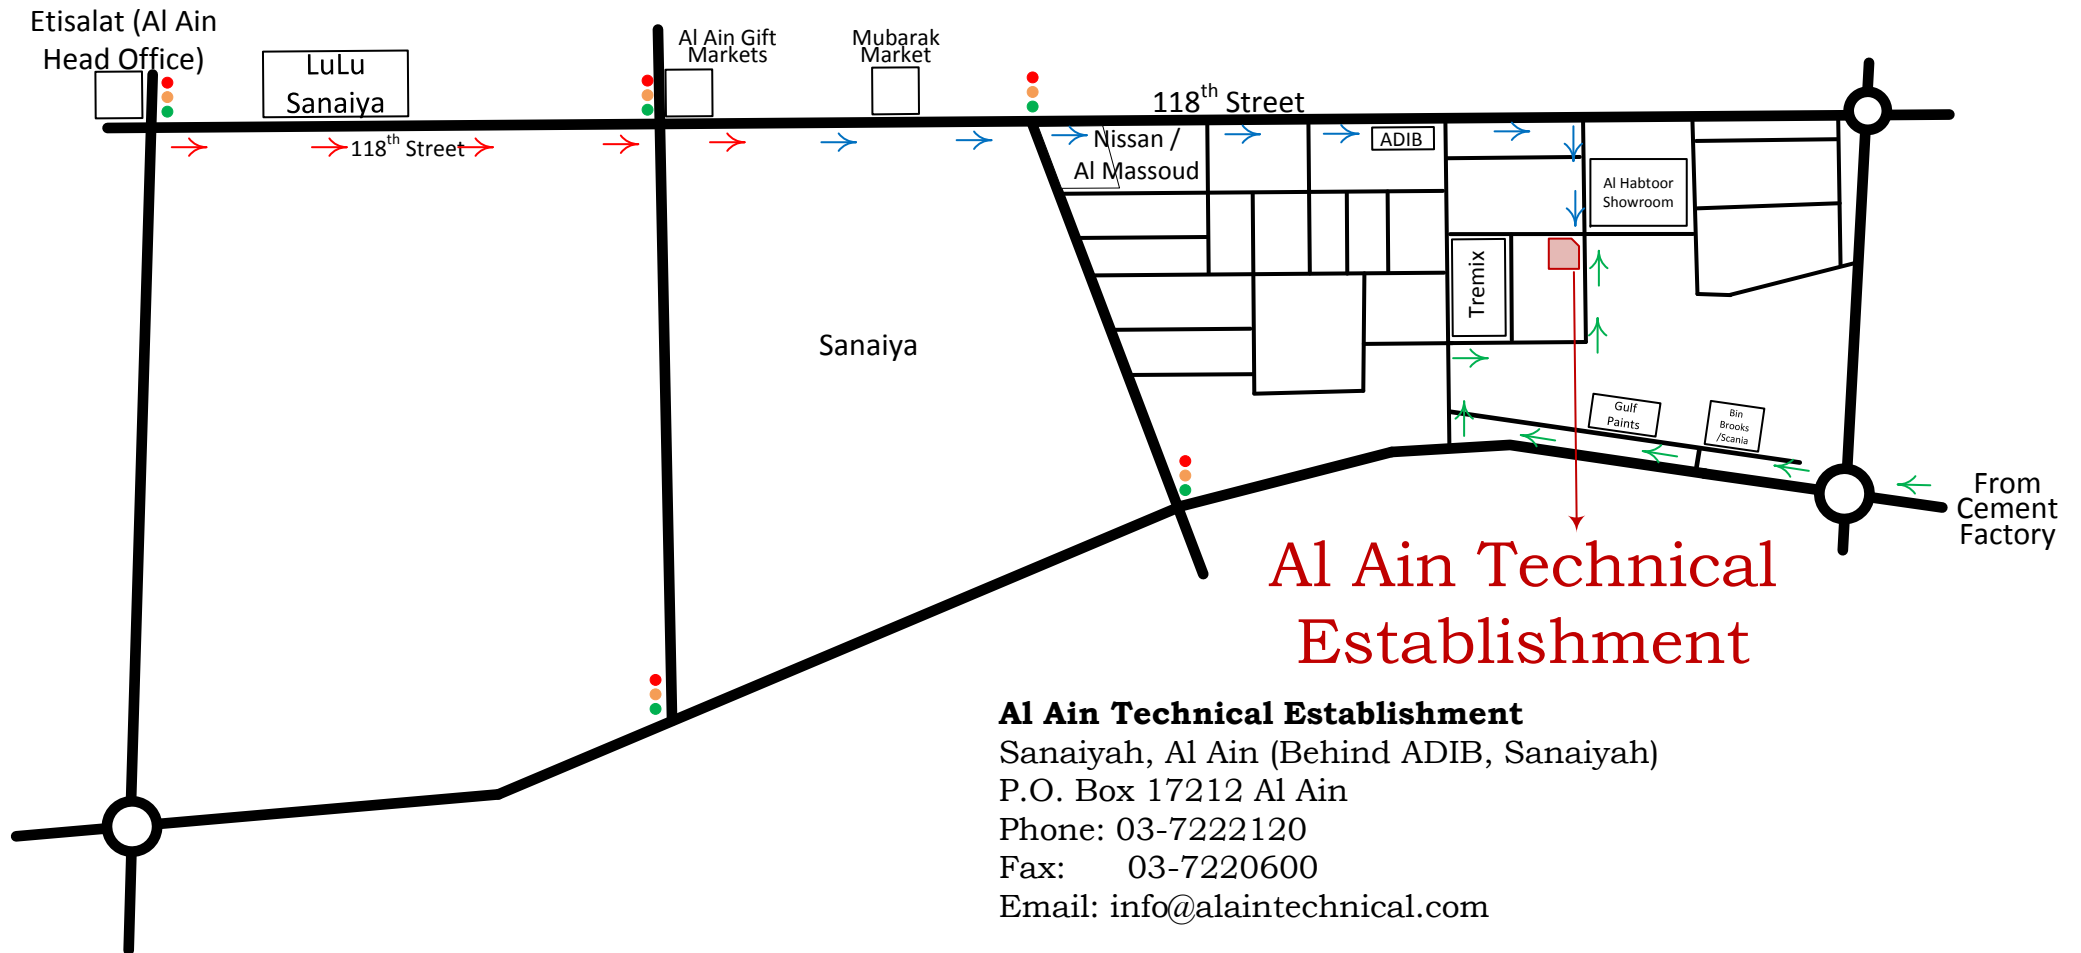 Etisalat (Al Ain
Head Office)
LuLu
Sanaiya
Al Ain Gift
Markets
Mubarak
Market
118th Street
118th Street
Nissan /
Al Massoud
ADIB
Al Habtoor
Showroom
Tremix
Sanaiya
Gulf
Paints
Bin
Brooks
/Scania
From
Cement
Factory
Al Ain Technical
Establishment
Al Ain Technical Establishment
Sanaiyah, Al Ain (Behind ADIB, Sanaiyah)
P.O. Box 17212 Al Ain
Phone: 03-7222120
Fax: 03-7220600
Email: info@alaintechnical.com